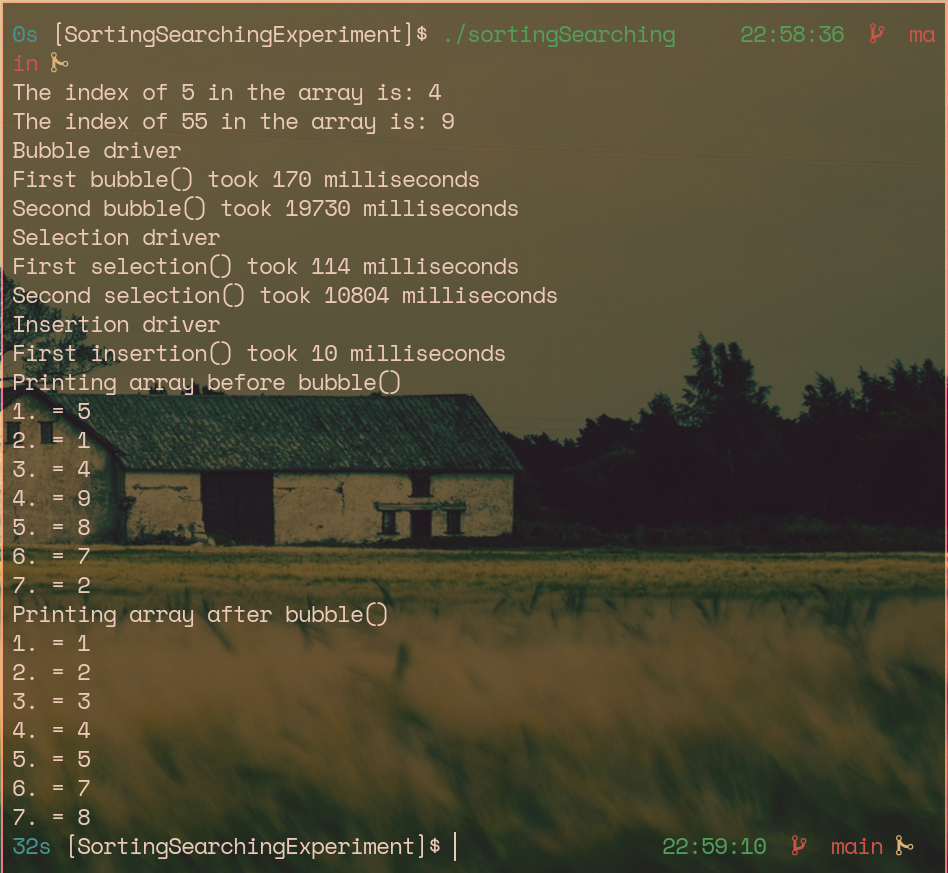 0s [SortingSearchingExperiment]$ ./sortingSearching 22:58:36 ma
in
The index of 5 in the array is: 4
The index of 55 in the array is: 9
Bubble driver
First bubble() took 170 milliseconds
Second bubble() took 19730 milliseconds
Selection driver
First selection() took 114 milliseconds
Second selection() took 10804 milliseconds
Insertion driver
First insertion() took 10 milliseconds
Printing array before bubble()
1. = 5
2. = 1
3. = 4
4. = 9
5. = 8
6. = 7
7. = 2
Printing array after bubble()
1. = 1
2. = 2
3. = 3
4. = 4
5. = 5
6. = 7
7. = 8
32s [SortingSearchingExperiment]$ 22:59:10 main